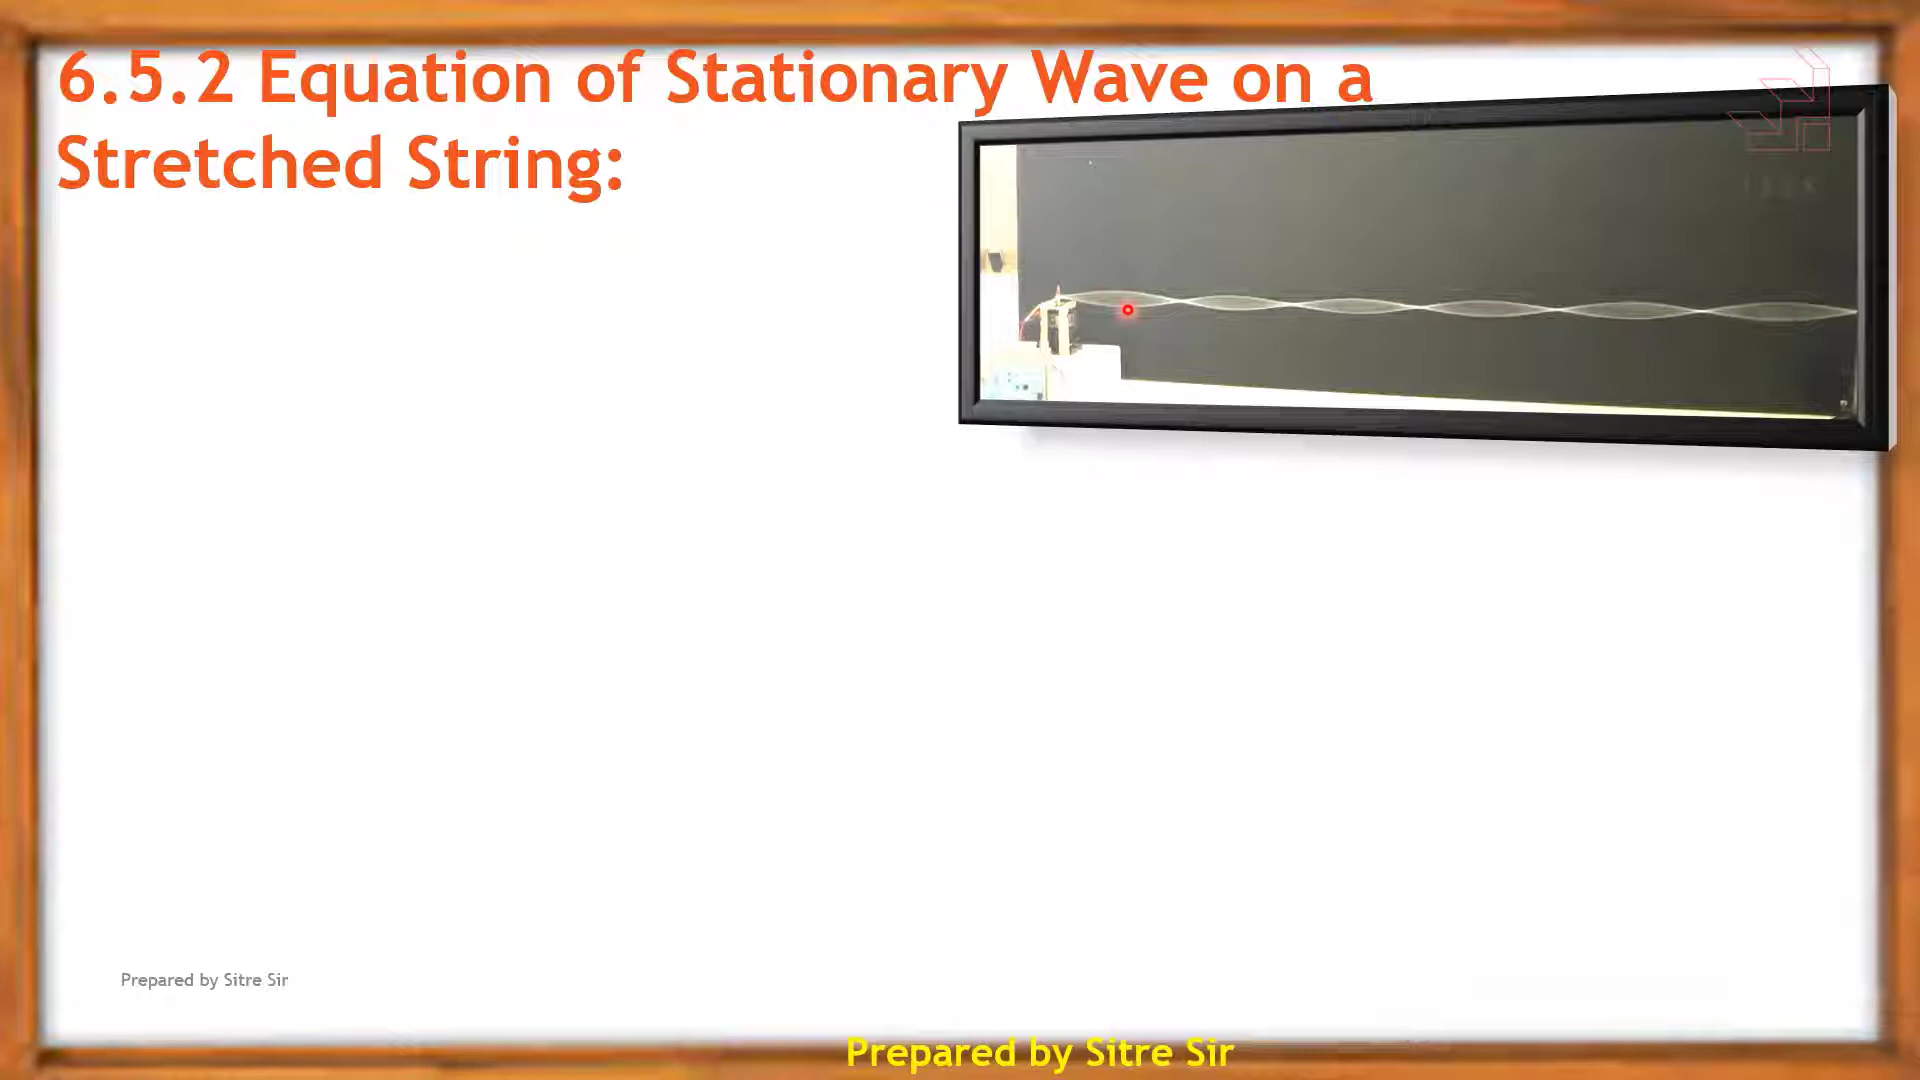 6.5.2 Equation of Stationary Wave on a
Stretched String:
Prepared by Sitre Sir
Prepared by Sitre Sir